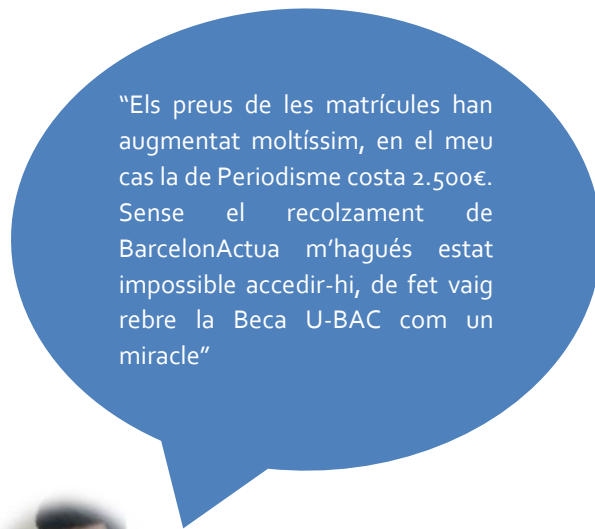 “Els preus de les matrícules han
augmentat moltíssim, en el meu
cas la de Periodisme costa 2.500€.
Sense el recolzament de
BarcelonActua m’hagués estat
impossible accedir-hi, de fet vaig
rebre la Beca U-BAC com un
miracle”